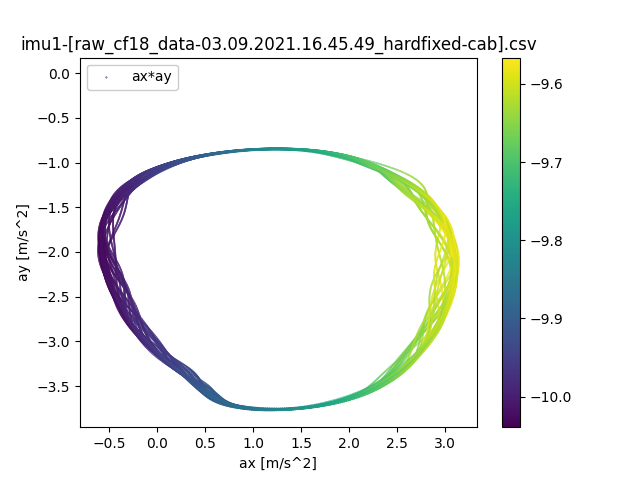 imu1-[raw_cf18_data-03.09.2021.16.45.49_hardfixed-cab].csv
ax*ay
0.0
−0.5
−1.0
−1.5
−2.0
−2.5
−3.0
−3.5
ay [m/s^2]
−0.5 0.0 0.5 1.0 1.5 2.0 2.5 3.0
ax [m/s^2]
−9.6
−9.7
−9.8
−9.9
−10.0